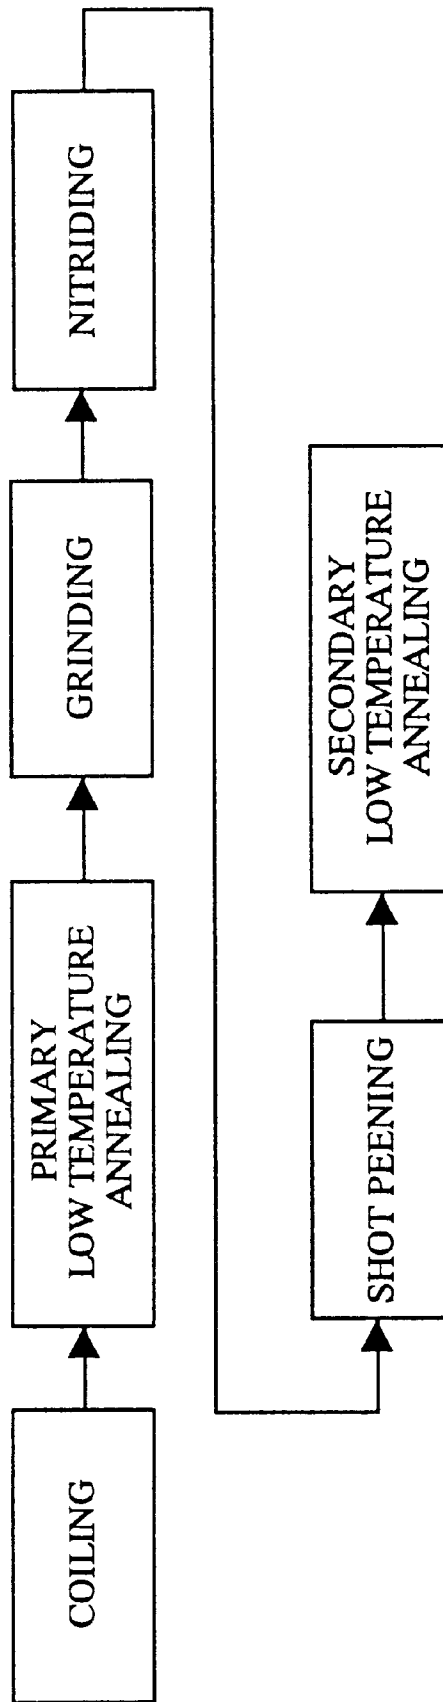 COILING
PRIMARY
LOW TEMPERATURE
ANNEALING
GRINDING
NITRIDING
SHOT PEENING
SECONDARY
LOW TEMPERATURE
ANNEALING